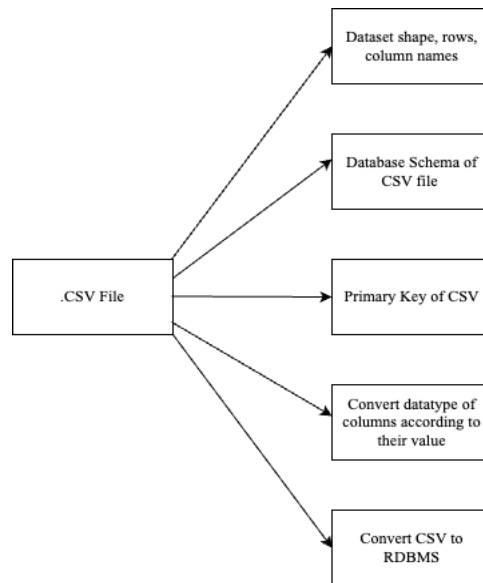 Dataset shape, rows,
column names
Database Schema of
CSV file
.CSV File
Primary Key of CSV
Convert datatype of
columns according to
their value
Convert CSV to
RDBMS